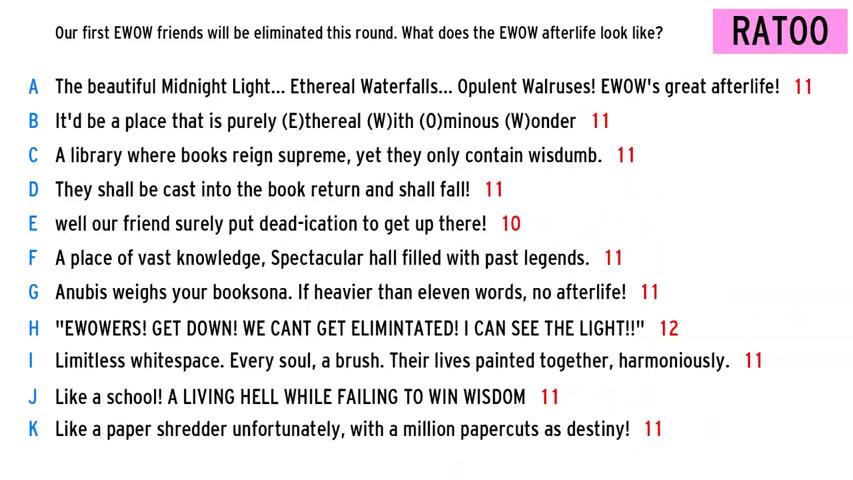 Our first EWOW friends will be eliminated this round. What does the EWOW afterlife look like?
RATOO
A The beautiful Midnight Light... Ethereal Waterfalls... Opulent Walruses! EWOW's great afterlife! 11
B It'd be a place that is purely (E)thereal (W)ith (O)minous (W)onder 11
C A library where books reign supreme, yet they only contain wisdumb. 11
D They shall be cast into the book return and shall fall! 11
E well our friend surely put dead-ication to get up there! 10
F A place of vast knowledge, Spectacular hall filled with past legends. 11
G Anubis weighs your booksona. If heavier than eleven words, no afterlife! 11
H "EWOWERS! GET DOWN! WE CANT GET ELIMINTATED! I CAN SEE THE LIGHT!!" 12
I Limitless whitespace. Every soul, a brush. Their lives painted together, harmoniously. 11
J Like a school! A LIVING HELL WHILE FAILING TO WIN WISDOM 11
K Like a paper shredder unfortunately, with a million papercuts as destiny! 11